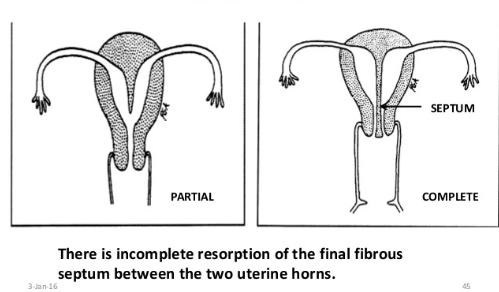 SEPTUM
PARTIAL
COMPLETE
There is incomplete resorption of the final fibrous
septum between the two uterine horns.
3-Jan-16
45